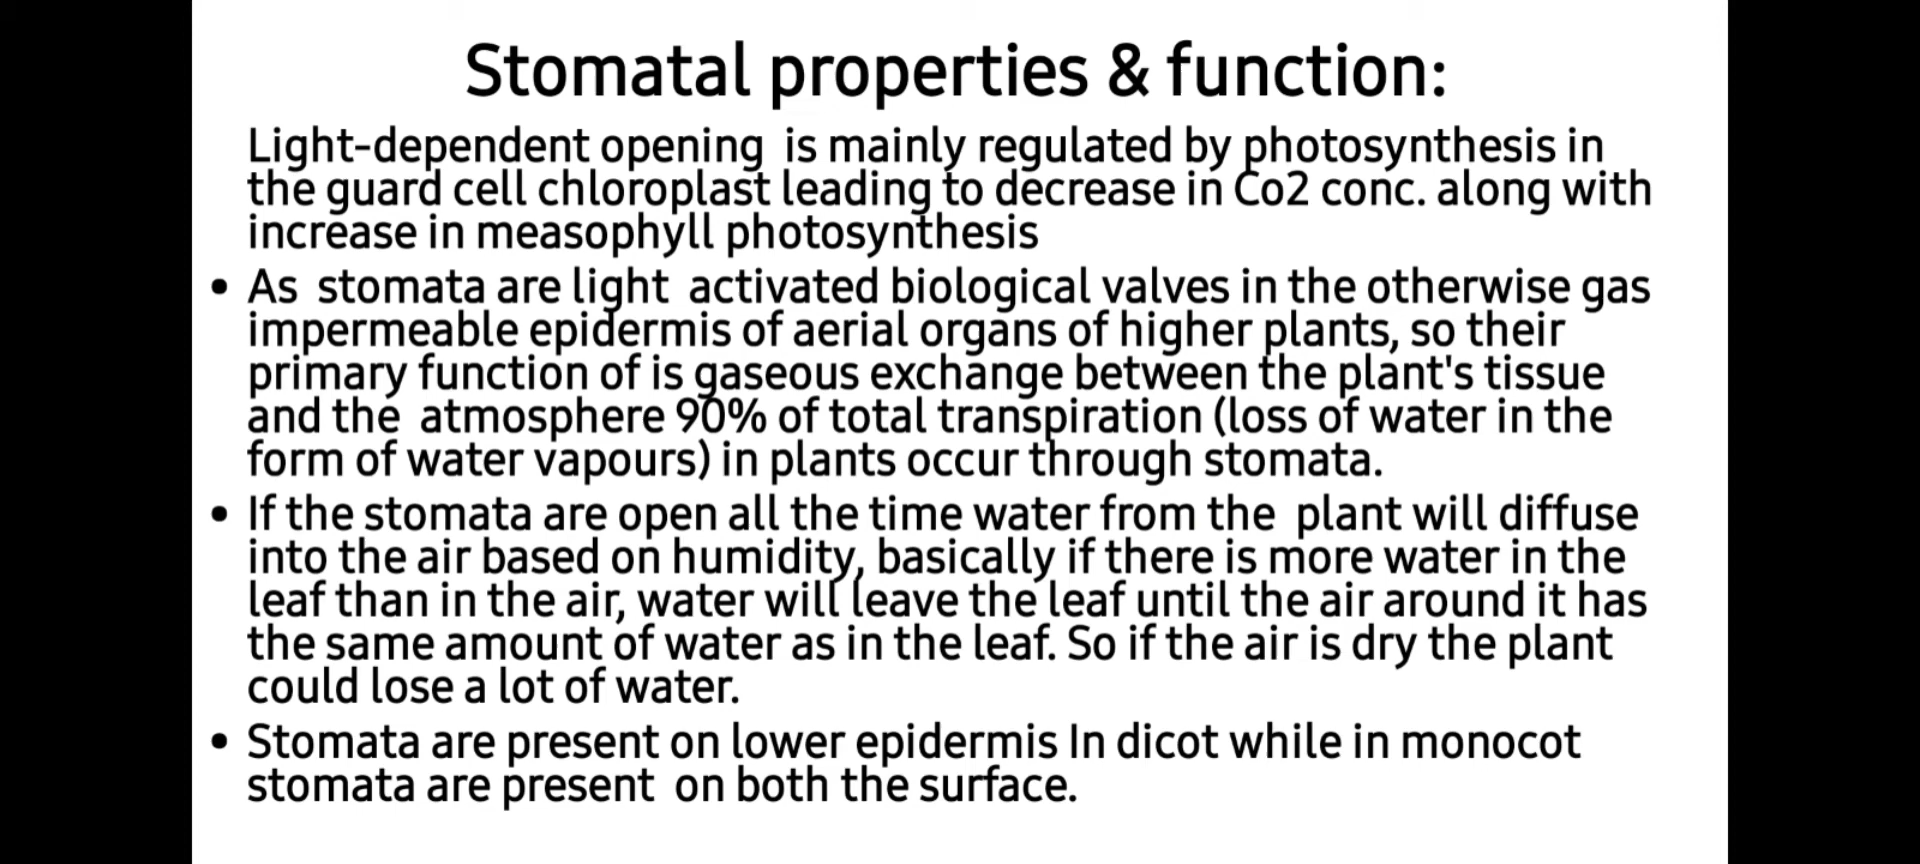 Stomatal properties & function:
Light-dependent opening is mainly regulated by photosynthesis in
the guard cell chloroplast leading to decrease in Co2 conc. along with
increase in measophyll photosynthesis
• As stomata are light activated biological valves in the otherwise gas
impermeable epidermis of aerial organs of higher plants, so their
primary function of is gaseous exchange between the plant's tissue
and the atmosphere 90% of total transpiration (loss of water in the
form of water vapours) in plants occur through stomata.
• If the stomata are open all the time water from the plant will diffuse
into the air based on humidity, basically if there is more water in the
leaf than in the air, water will leave the leaf until the air around it has
the same amount of water as in the leaf. So if the air is dry the plant
could lose a lot of water.
• Stomata are present on lower epidermis In dicot while in monocot
stomata are present on both the surface.